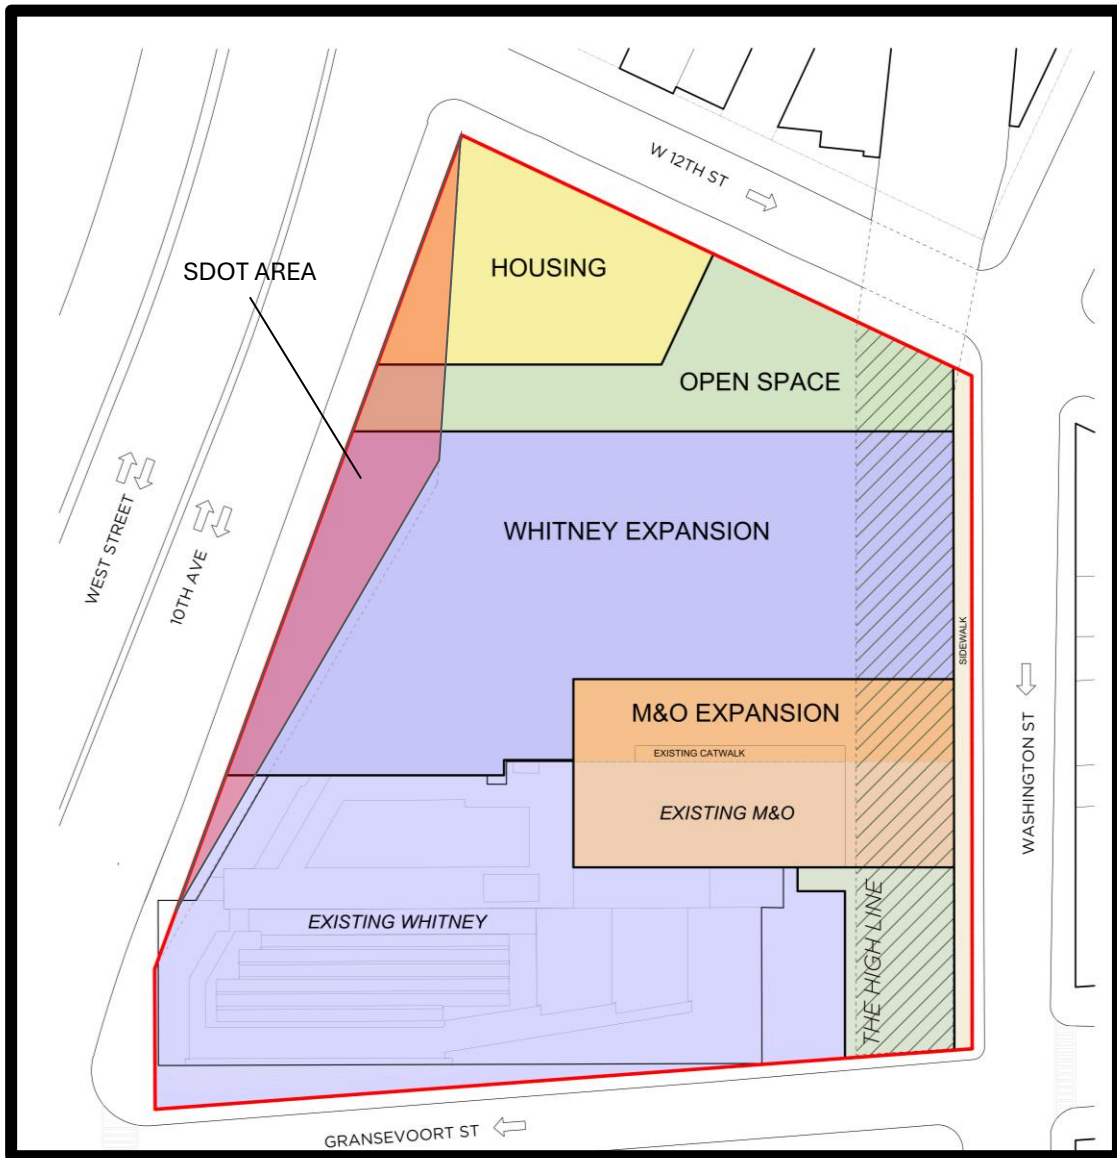 W 12TH ST
HOUSING
SDOT AREA
OPEN SPACE
WEST STREET
10TH AVE
WHITNEY EXPANSION
SIDEWALK
M&O EXPANSION
EXISTING CATWALK
EXISTING M&O
WASHINGTON ST
EXISTING WHITNEY
THE HIGH LINE
GRANSEVOORT ST